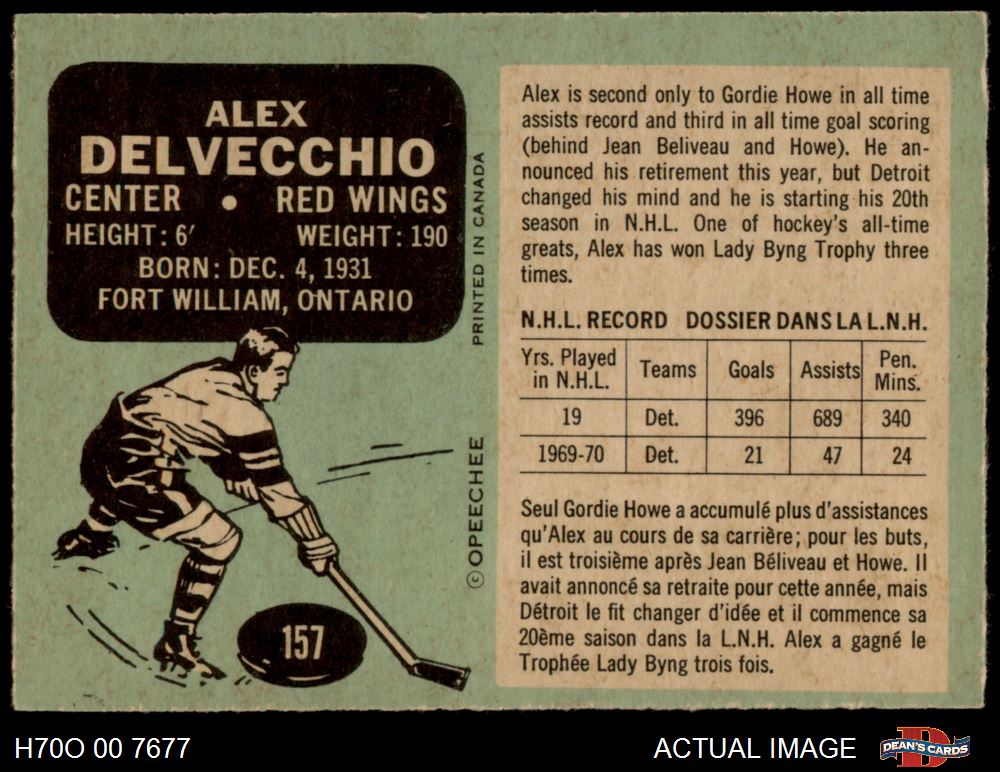 ALEX
DELVECCHIO
CENTER • RED WINGS
HEIGHT: 6' WEIGHT: 190
BORN: DEC. 4, 1931
FORT WILLIAM, ONTARIO
PRINTED IN CANADA
©OPEECHEE
157
Alex is second only to Gordie Howe in all time
assists record and third in all time goal scoring
(behind Jean Beliveau and Howe). He an-
nounced his retirement this year, but Detroit
changed his mind and he is starting his 20th
season in N.H.L. One of hockey's all-time
greats, Alex has won Lady Byng Trophy three
times.
N.H.L. RECORD DOSSIER DANS LA L.N.H.
Yrs. Played in N.H.L. Teams Goals Assists Pen. Mins.
19 Det. 396 689 340
1969-70 Det. 21 47 24
Seul Gordie Howe a accumulé plus d'assistances
qu'Alex au cours de sa carrière; pour les buts,
il est troisième après Jean Béliveau et Howe. Il
avait annoncé sa retraite pour cette année, mais
Détroit le fit changer d'idée et il commence sa
20ème saison dans la L.N.H. Alex a gagné le
Trophée Lady Byng trois fois.
H70O 00 7677 ACTUAL IMAGE D DEAN'S CARDS